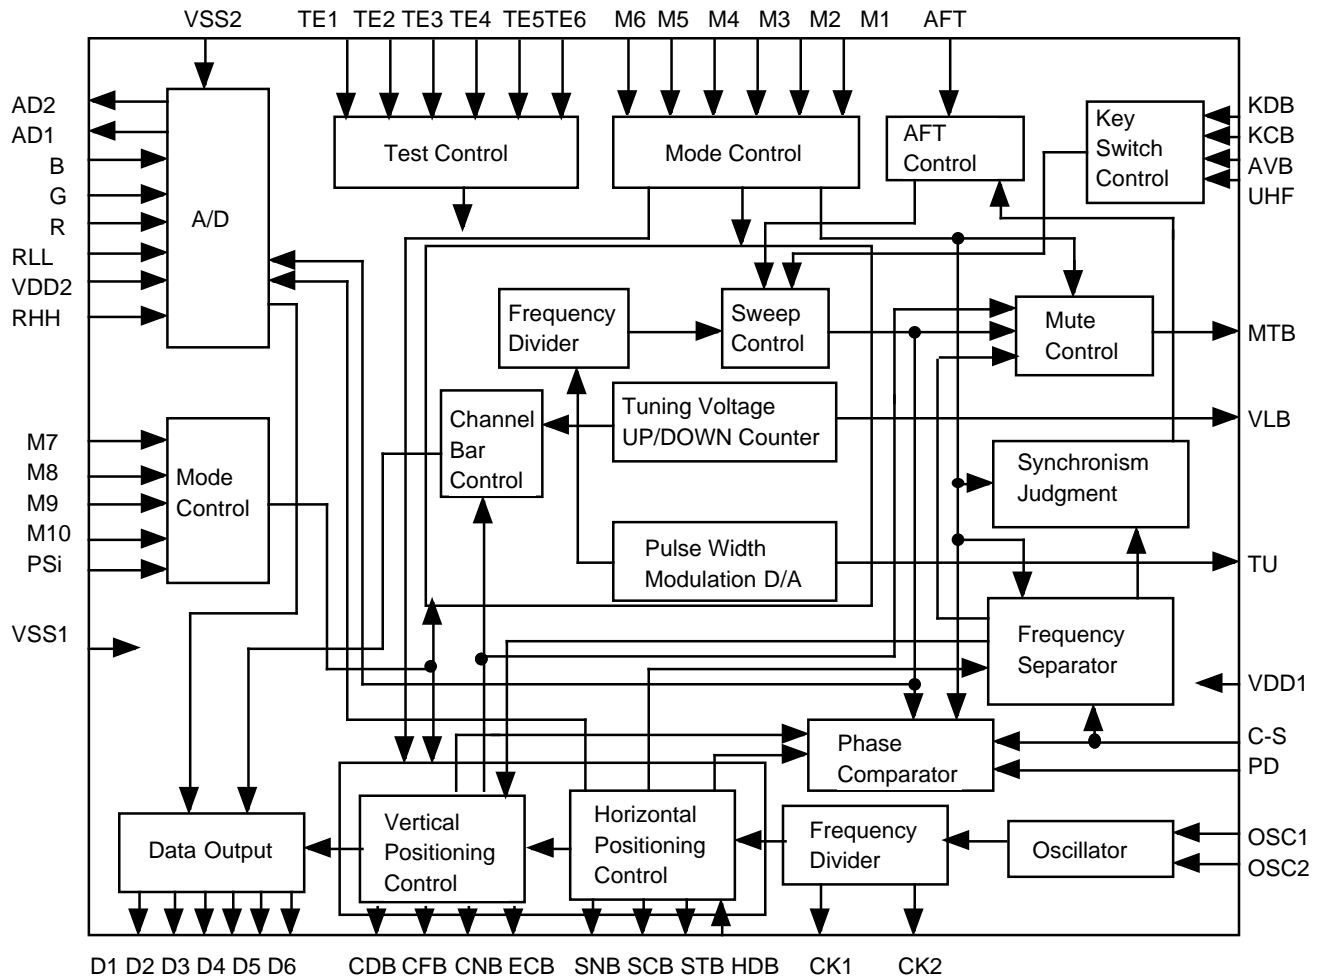 VSS2 TE1 TE2 TE3 TE4 TE5 TE6 M6 M5 M4 M3 M2 M1 AFT
AD2
AD1
B
G
R
RLL
VDD2
RHH
A/D
Test Control
Mode Control
AFT
Control
Key
Switch
Control
KDB
KCB
AVB
UHF
Frequency
Divider
Sweep
Control
Mute
Control
MTB
Channel
Bar
Control
Tuning Voltage
UP/DOWN Counter
VLB
M7
M8
M9
M10
PSi
Mode
Control
Synchronism
Judgment
Pulse Width
Modulation D/A
TU
VSS1
Frequency
Separator
VDD1
C-S
PD
Phase
Comparator
Data Output
Vertical
Positioning
Control
Horizontal
Positioning
Control
Frequency
Divider
Oscillator
OSC1
OSC2
D1 D2 D3 D4 D5 D6 CDB CFB CNB ECB SNB SCB STB HDB CK1 CK2